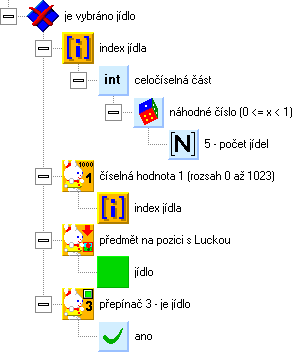 je vybráno jídlo
[i] index jídla
int celočíselná část
náhodné číslo (0 <= x < 1)
[N] 5 - počet jídel
1000 1 číselná hodnota 1 (rozsah 0 až 1023)
[i] index jídla
předmět na pozici s Luckou
jídlo
3 přepínač 3 - je jídlo
ano